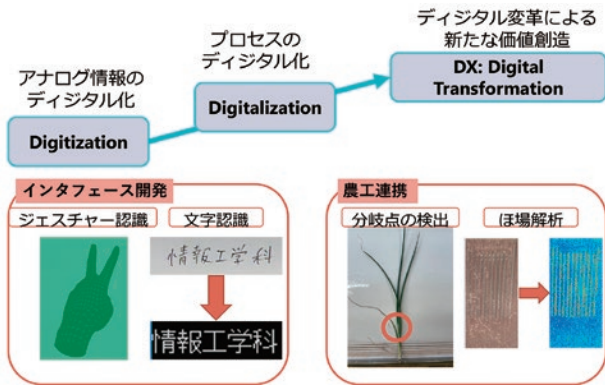 アナログ情報の
ディジタル化
Digitization
プロセスの
ディジタル化
Digitalization
ディジタル変革による
新たな価値創造
DX: Digital
Transformation
インタフェース開発
ジェスチャー認識
文字認識
情報工学科
情報工学科
農工連携
分岐点の検出
ほ場解析